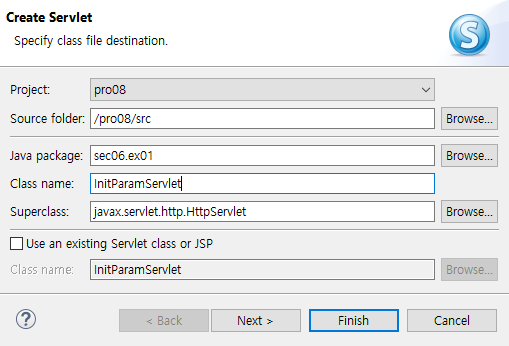 Create Servlet
Specify class file destination.
S
Project: pro08
Source folder: /pro08/src Browse...
Java package: sec06.ex01 Browse...
Class name: InitParamServlet
Superclass: javax.servlet.http.HttpServlet Browse...
Use an existing Servlet class or JSP
Class name: InitParamServlet Browse...
? < Back Next > Finish Cancel